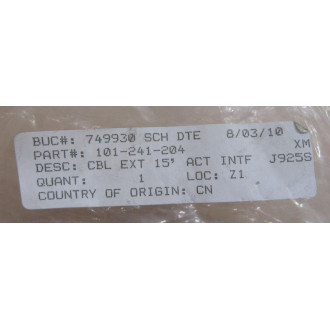 BUC#: 749930 SCH DTE 8/03/10
PART#: 101-241-204 XM
DESC: CBL EXT 15' ACT INTF J925S
QUANT: 1 LOC: Z1
COUNTRY OF ORIGIN: CN